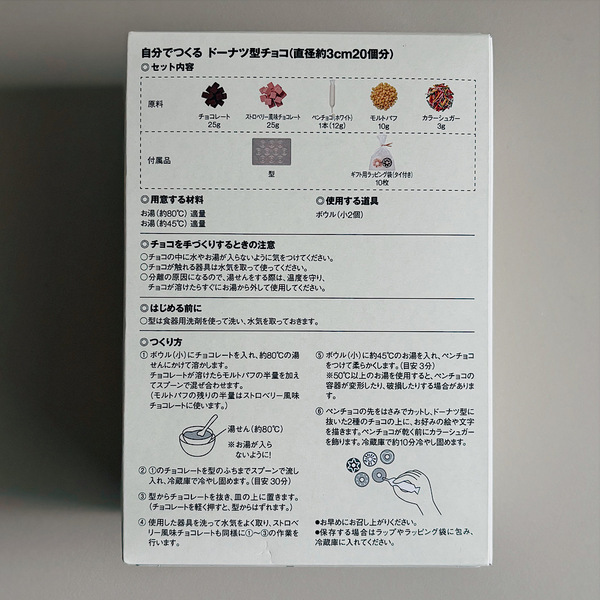 自分でつくる ドーナツ型チョコ(直径約3cm20個分)
◎セット内容
原料
チョコレート
25g
ストロベリー風味チョコレート
25g
ペンチョコ(ホワイト)
1本(12g)
モルトパフ
10g
カラーシュガー
3g
付属品
型
ギフト用ラッピング袋(タイ付き)
10枚
◎用意する材料
お湯(約80℃) 適量
お湯(約45℃) 適量
◎使用する道具
ボウル(小2個)
◎チョコを手づくりするときの注意
○チョコの中に水やお湯が入らないように気をつけてください。
○チョコが触れる器具は水気を取って使ってください。
○分離の原因になるので、湯せんをする際は、温度を守り、
チョコが溶けたらすぐにお湯から外して使用してください。
◎はじめる前に
○型は食器用洗剤を使って洗い、水気を取っておきます。
◎つくり方
① ボウル(小)にチョコレートを入れ、約80℃の湯
せんにかけて溶かします。
チョコレートが溶けたらモルトパフの半量を加え
てスプーンで混ぜ合わせます。
(モルトパフの残りの半量はストロベリー風味
チョコレートに使います。)
湯せん(約80℃)
※お湯が入ら
ないように!
② ①のチョコレートを型のふちまでスプーンで流し
入れ、冷蔵庫で冷やし固めます。(目安 30分)
③ 型からチョコレートを抜き、皿の上に置きます。
(チョコレートを軽く押すと、型からはずれます。)
④ 使用した器具を洗って水気をよく取り、ストロベ
リー風味チョコレートも同様に①〜③の作業を
行います。
⑤ ボウル(小)に約45℃のお湯を入れ、ペンチョコ
をつけて柔らかくします。(目安 3分)
※50℃以上のお湯を使用すると、ペンチョコの
容器が変形したり、破損したりする場合がありま
す。
⑥ ペンチョコの先をはさみでカットし、ドーナツ型に
抜いた2種のチョコの上に、お好みの絵や文字
を描きます。ペンチョコが乾く前にカラーシュガー
を飾ります。冷蔵庫で約10分冷やし固めます。
●お早めにお召し上がりください。
●保存する場合はラップやラッピング袋に包み、
冷蔵庫に入れてください。